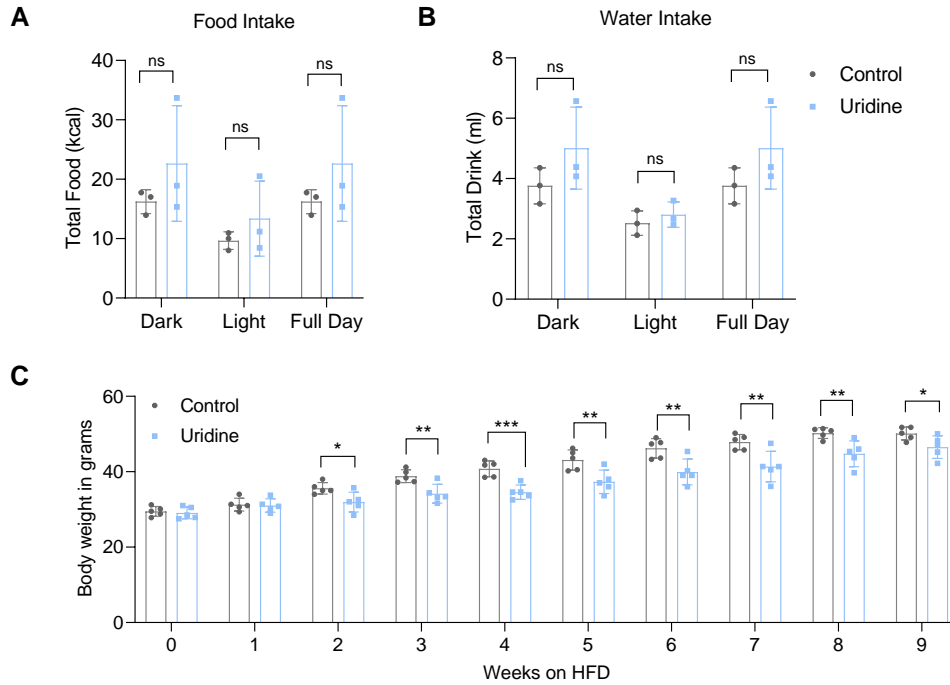 A
Food Intake
Total Food (kcal)
40
30
20
10
0
ns
ns
ns
Dark
Light
Full Day
B
Water Intake
Total Drink (ml)
8
6
4
2
0
ns
ns
ns
Dark
Light
Full Day
Control
Uridine
C
Body weight in grams
60
40
20
0
Control
Uridine
*
**
***
**
**
**
**
*
0
1
2
3
4
5
6
7
8
9
Weeks on HFD